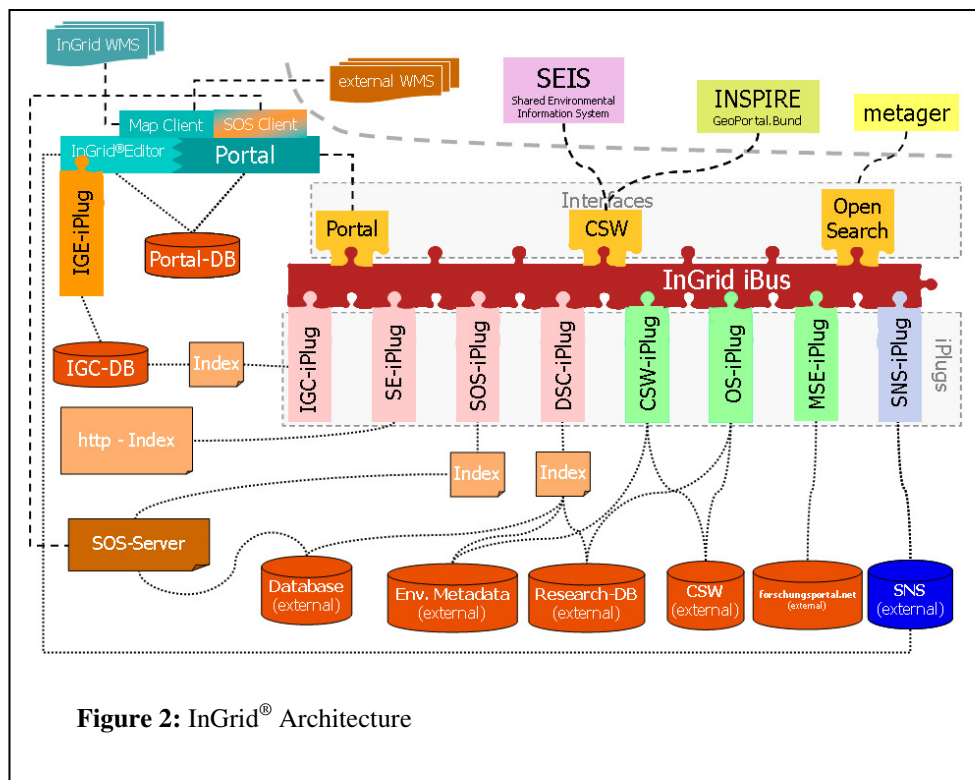 InGrid WMS
external WMS
SEIS
Shared Environmental
Information System
INSPIRE
GeoPortal.Bund
metager
Map Client
SOS Client
InGrid®Editor
Portal
IGE-iPlug
Portal-DB
Interfaces
Portal
CSW
Open
Search
InGrid iBus
iPlugs
IGC-iPlug
SE-iPlug
SOS-iPlug
DSC-iPlug
CSW-iPlug
OS-iPlug
MSE-iPlug
SNS-iPlug
IGC-DB
Index
http - Index
Index
Index
SOS-Server
Database
(external)
Env. Metadata
(external)
Research-DB
(external)
CSW
(external)
forschungsportal.net
(external)
SNS
(external)
Figure 2: InGrid® Architecture